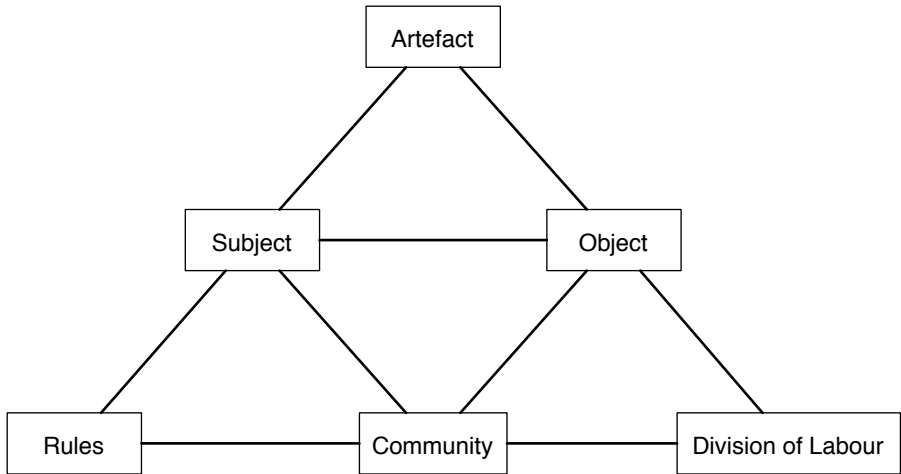 Artefact
Subject
Object
Rules
Community
Division of Labour